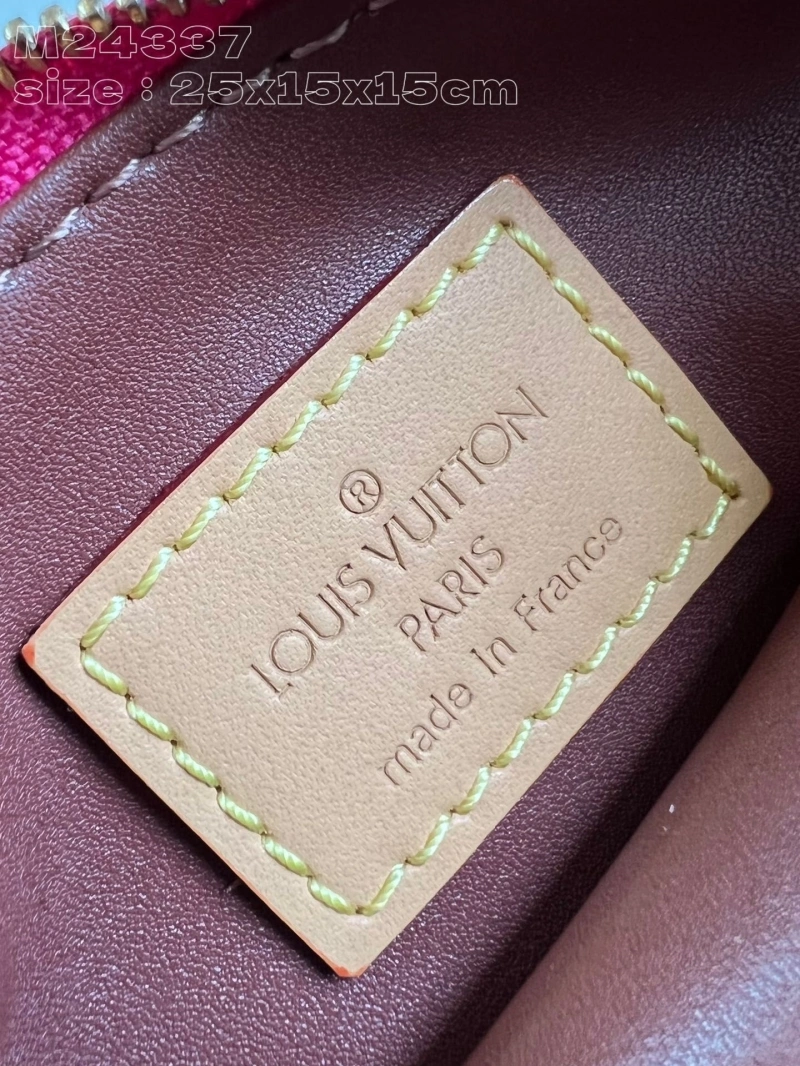 M24337
size：25x15x15cm
®
LOUIS VUITTON
PARIS
made in France